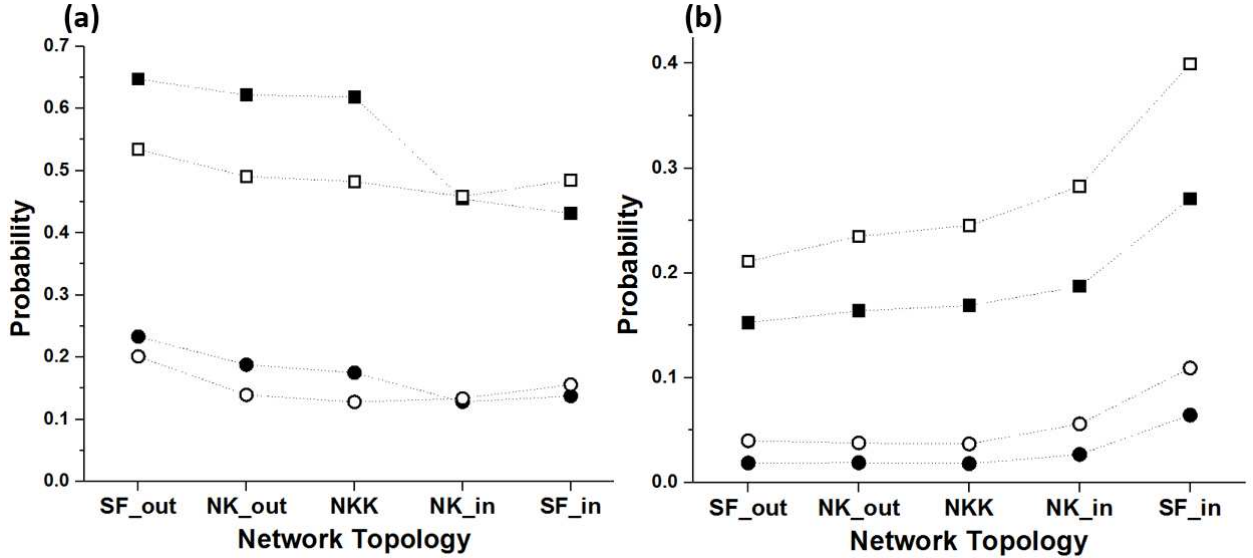 (a)
0.7
0.6
0.5
0.4
0.3
0.2
0.1
0.0
Probability
SF_out NK_out NKK NK_in SF_in
Network Topology
(b)
0.4
0.3
0.2
0.1
0.0
Probability
SF_out NK_out NKK NK_in SF_in
Network Topology